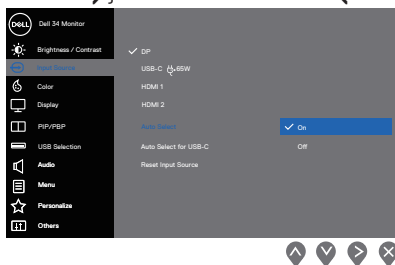 DELL
Dell 34 Monitor
Brightness / Contrast
Input Source
Color
Display
PIP/PBP
USB Selection
Audio
Menu
Personalize
Others
DP
USB-C 65W
HDMI 1
HDMI 2
Auto Select
Auto Select for USB-C
Reset Input Source
On
Off